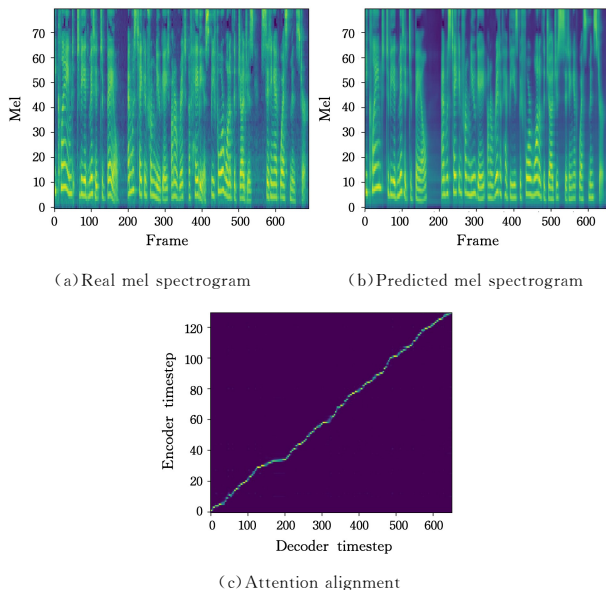 70
60
50
40
30
20
10
0
Mel
0 100 200 300 400 500 600
Frame
(a)Real mel spectrogram
70
60
50
40
30
20
10
0
Mel
0 100 200 300 400 500 600
Frame
(b)Predicted mel spectrogram
120
100
80
60
40
20
0
Encoder timestep
0 100 200 300 400 500 600
Decoder timestep
(c)Attention alignment